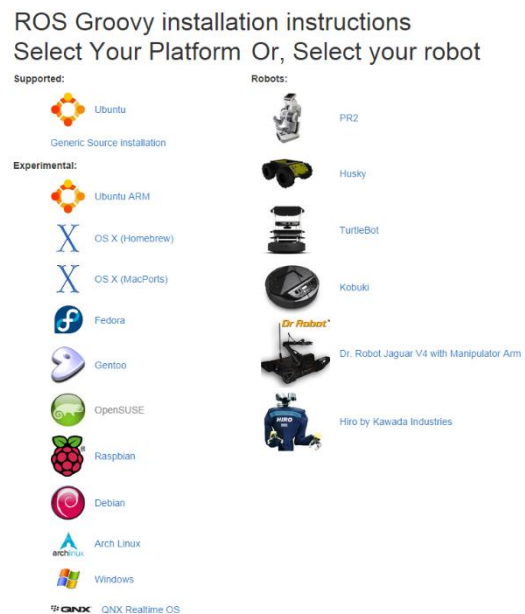 ROS Groovy installation instructions
Select Your Platform Or, Select your robot
Supported:
Ubuntu
Generic Source installation
Experimental:
Ubuntu ARM
X OS X (Homebrew)
X OS X (MacPorts)
Fedora
Gentoo
OpenSUSE
Raspbian
Debian
archlinux Arch Linux
Windows
QNX QNX Realtime OS
Robots:
PR2
Husky
TurtleBot
Kobuki
Dr Robot
Dr. Robot Jaguar V4 with Manipulator Arm
HIRO
Hiro by Kawada Industries